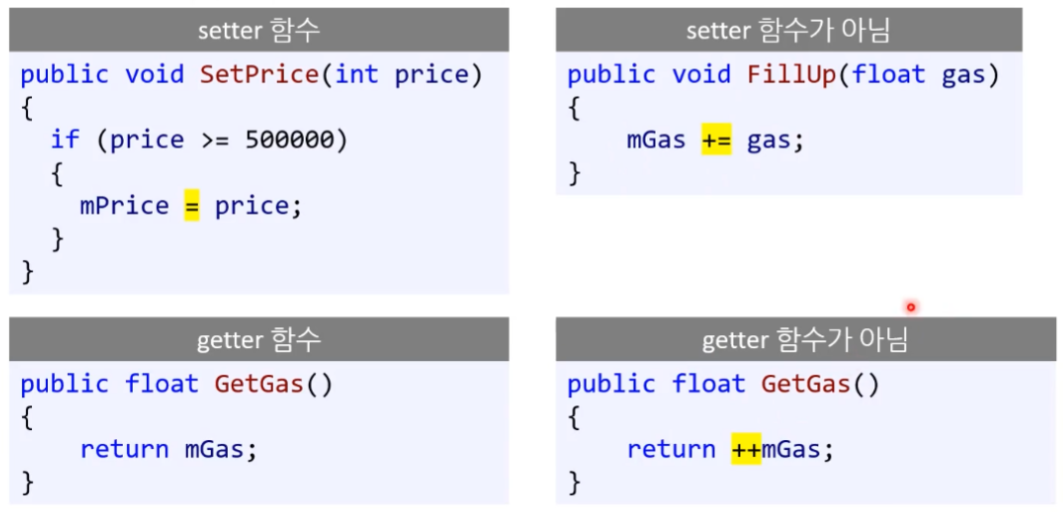 setter 함수
public void SetPrice(int price)
{
if (price >= 500000)
{
mPrice = price;
}
}
setter 함수가 아님
public void FillUp(float gas)
{
mGas += gas;
}
getter 함수
public float GetGas()
{
return mGas;
}
getter 함수가 아님
public float GetGas()
{
return ++mGas;
}